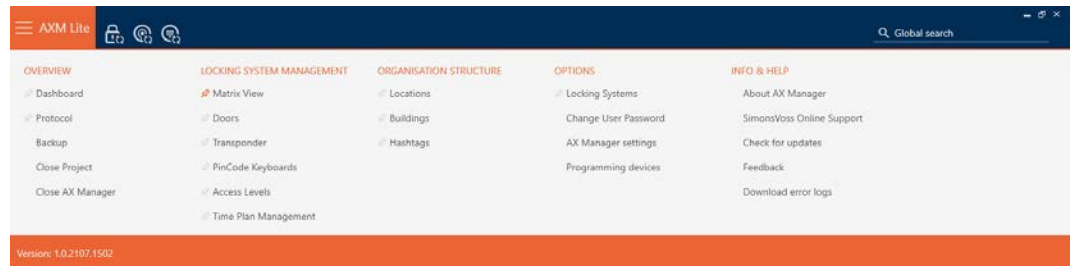 AXM Lite
Global search
OVERVIEW
Dashboard
Protocol
Backup
Close Project
Close AX Manager
LOCKING SYSTEM MANAGEMENT
Matrix View
Doors
Transponder
PinCode Keyboards
Access Levels
Time Plan Management
ORGANISATION STRUCTURE
Locations
Buildings
Hashtags
OPTIONS
Locking Systems
Change User Password
AX Manager settings
Programming devices
INFO & HELP
About AX Manager
SimonsVoss Online Support
Check for updates
Feedback
Download error logs
Version: 1.0.2107.1502